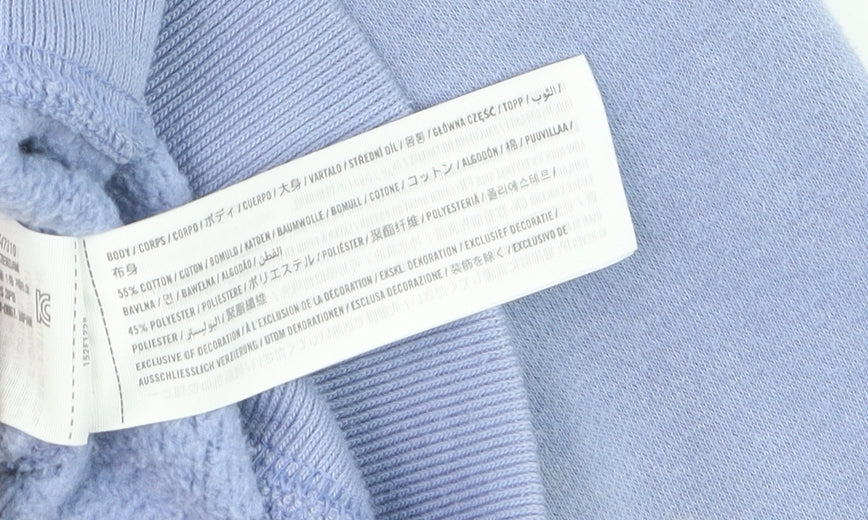 BODY / CORPS / CORPO / ボディ / CUERPO / 大身 / VARTALO / STŘEDNÍ DÍL / 몸통 / GŁÓWNA CZĘŚĆ / TOPP / الثوب /
布身
55% COTTON / COTON / BOMULD / KATOEN / BAUMWOLLE / BOMULL / COTONE / コットン / ALGODÓN / 棉 / PUUVILLAA /
BAVLNA / 면 / BAWEŁNA / ALGODÃO / القطن
45% POLYESTER / POLIESTERE / ポリエステル / POLIÉSTER / 聚酯纤维 / POLYESTERIÄ / 폴리에스테르 /
POLIESTER / البوليستر / 聚酯纖維
EXCLUSIVE OF DECORATION / À L'EXCLUSION DE LA DÉCORATION / EKSKL DEKORATION / EXCLUSIEF DECORATIE /
AUSSCHLIESSLICH VERZIERUNG / UTOM DEKORATIONEN / ESCLUSA DECORAZIONE / 装飾を除く / EXCLUSIVO DE